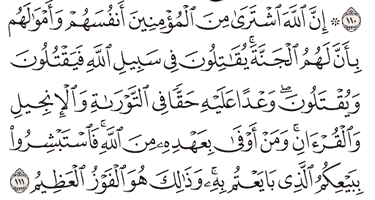 ١١٠ ۞ إِنَّ ٱللَّهَ ٱشۡتَرَىٰ مِنَ ٱلۡمُؤۡمِنِينَ أَنفُسَهُمۡ وَأَمۡوَٰلَهُم
بِأَنَّ لَهُمُ ٱلۡجَنَّةَۚ يُقَٰتِلُونَ فِي سَبِيلِ ٱللَّهِ فَيَقۡتُلُونَ
وَيُقۡتَلُونَۖ وَعۡدًا عَلَيۡهِ حَقّٗا فِي ٱلتَّوۡرَىٰةِ وَٱلۡإِنجِيلِ
وَٱلۡقُرۡءَانِۚ وَمَنۡ أَوۡفَىٰ بِعَهۡدِهِۦ مِنَ ٱللَّهِۚ فَٱسۡتَبۡشِرُواْ
بِبَيۡعِكُمُ ٱلَّذِي بَايَعۡتُم بِهِۦۚ وَذَٰلِكَ هُوَ ٱلۡفَوۡزُ ٱلۡعَظِيمُ ١١١